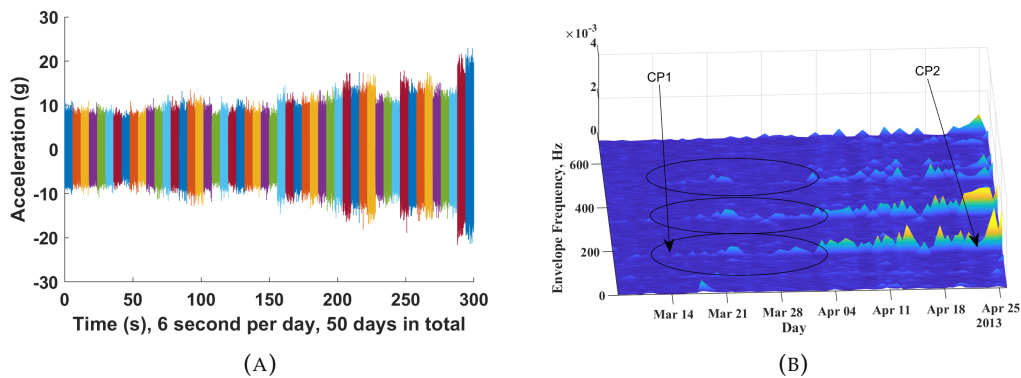 30
20
10
0
-10
-20
-30
Acceleration (g)
0 50 100 150 200 250 300
Time (s), 6 second per day, 50 days in total
(A)
×10⁻³
4
2
0
600
400
200
0
Envelope Frequency, Hz
CP1
CP2
Mar 14 Mar 21 Mar 28 Apr 04 Apr 11 Apr 18 Apr 25
2013
Day
(B)